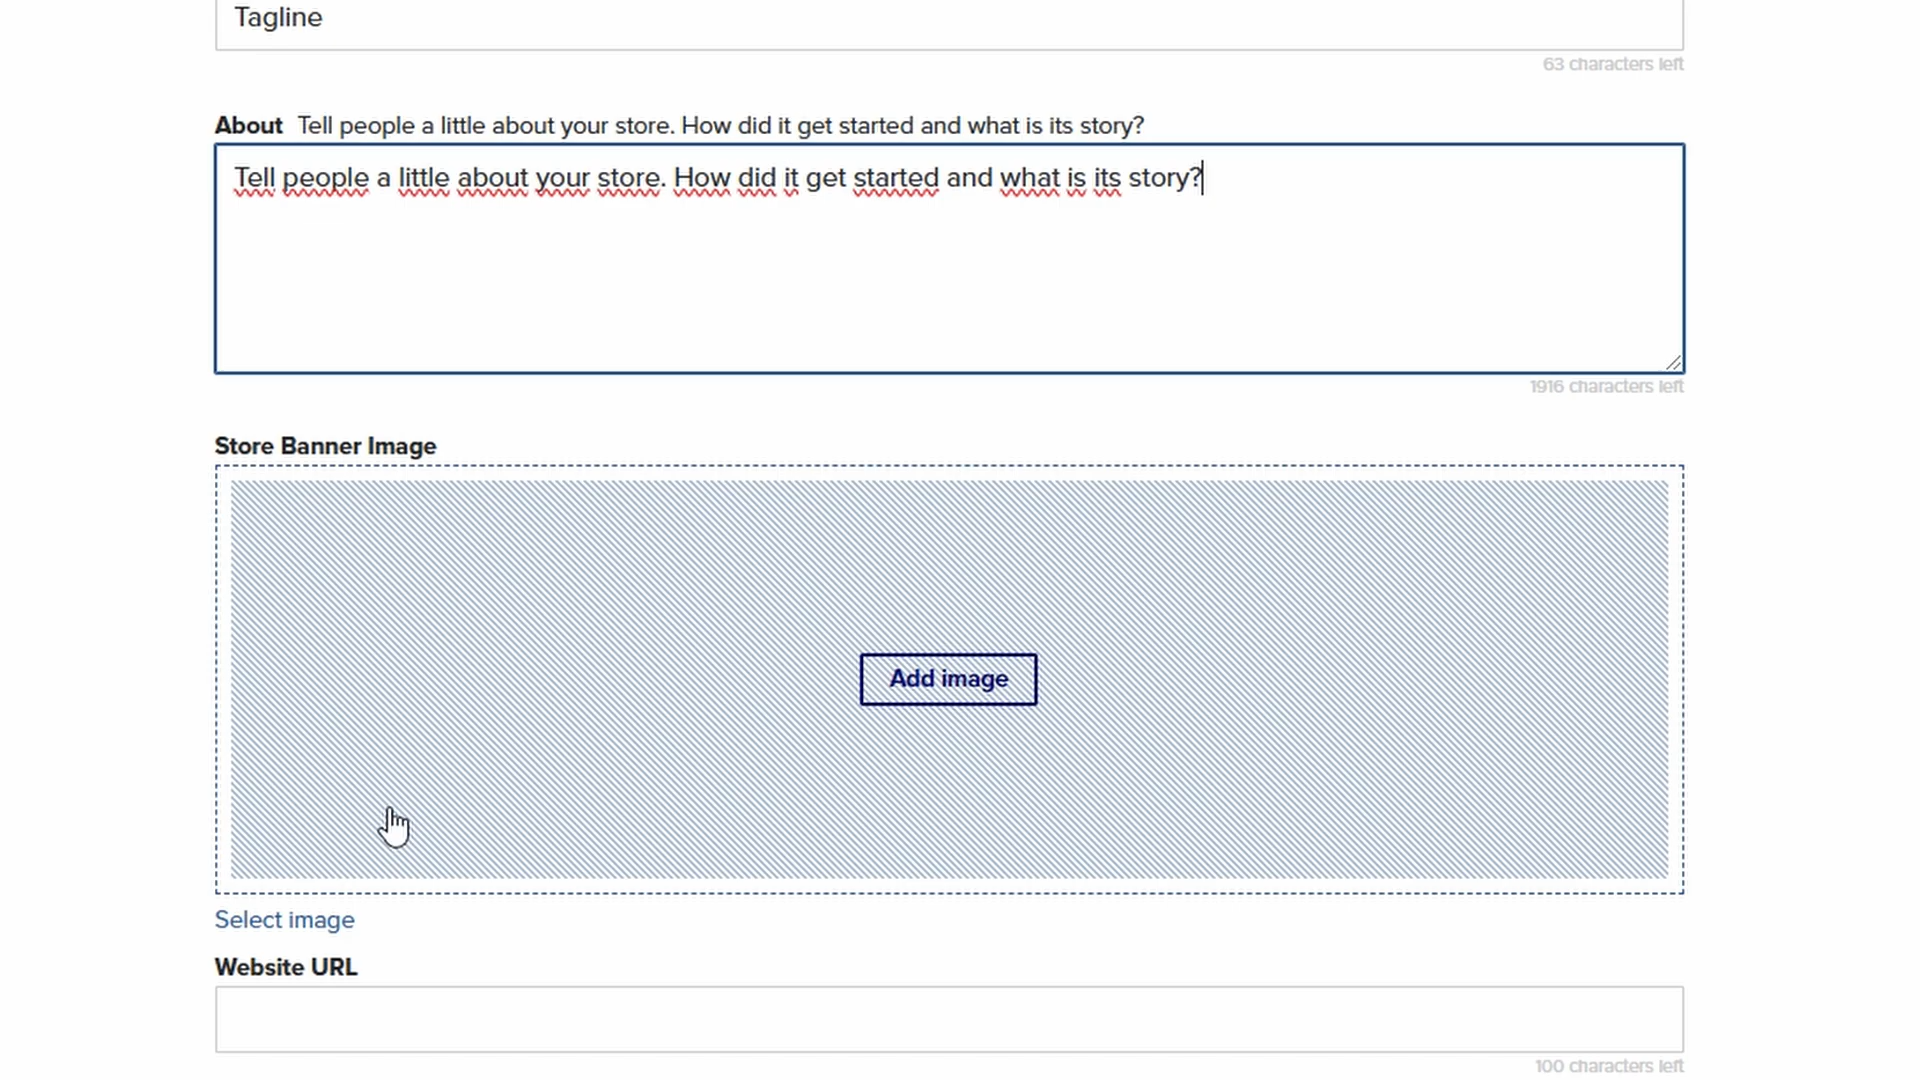 Tagline
63 characters left
About Tell people a little about your store. How did it get started and what is its story?
Tell people a little about your store. How did it get started and what is its story?
1916 characters left
Store Banner Image
Add image
Select image
Website URL
100 characters left